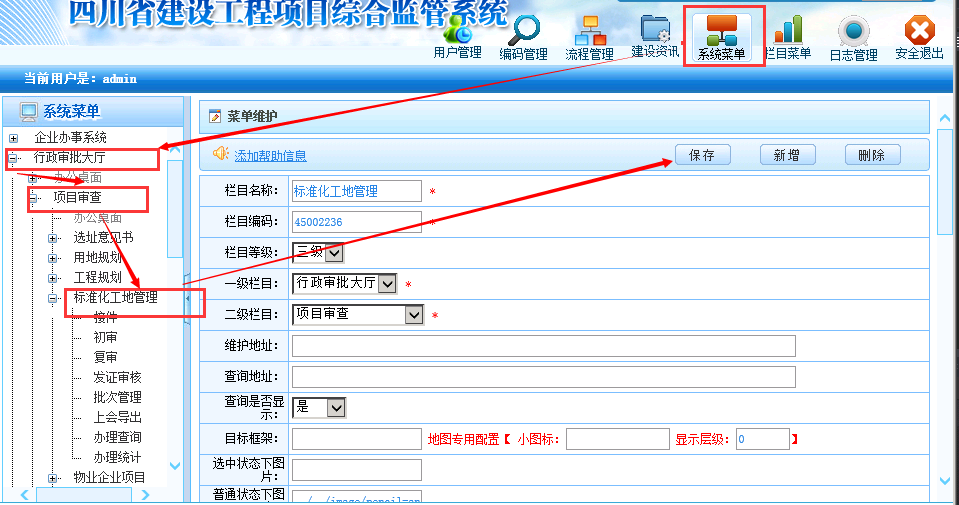 四川省建设工程项目综合监管系统
用户管理 编码管理 流程管理 建设资讯 系统菜单 栏目菜单 日志管理 安全退出
当前用户是：admin
系统菜单
企业办事系统
行政审批大厅
办公桌面
项目审查
办公桌面
选址意见书
用地规划
工程规划
标准化工地管理
接件
初审
复审
发证审核
批次管理
上会导出
办理查询
办理统计
物业企业项目
菜单维护
添加帮助信息 保存 新增 删除
栏目名称： 标准化工地管理 *
栏目编码： 45002236 *
栏目等级： 三级
一级栏目： 行政审批大厅 *
二级栏目： 项目审查 *
维护地址：
查询地址：
查询是否显
示： 是
目标框架： 地图专用配置【 小图标： 显示层级： 0 】
选中状态下图
片：
普通状态下图